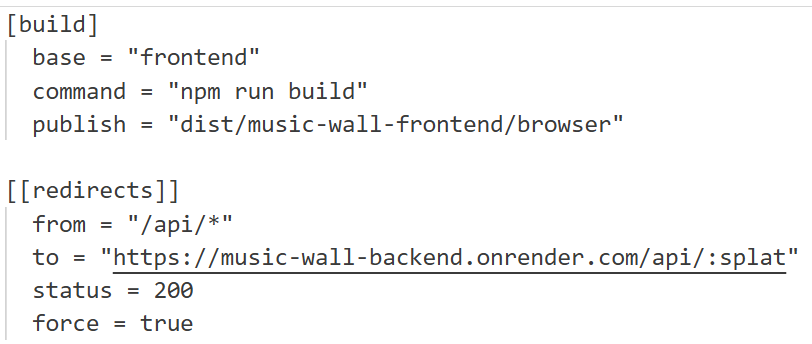 [build]
base = "frontend"
command = "npm run build"
publish = "dist/music-wall-frontend/browser"
[[redirects]]
from = "/api/*"
to = "https://music-wall-backend.onrender.com/api/:splat"
status = 200
force = true